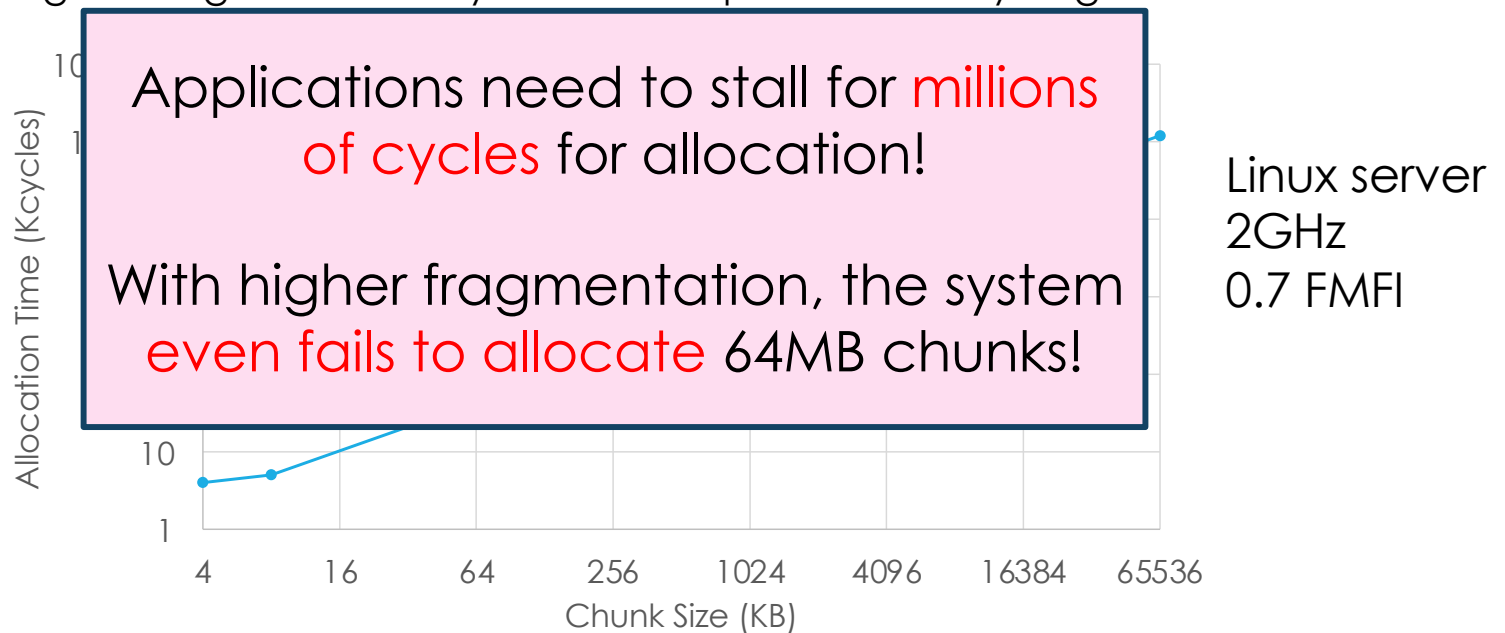 Applications need to stall for millions
of cycles for allocation!
With higher fragmentation, the system
even fails to allocate 64MB chunks!
Linux server
2GHz
0.7 FMFI
Allocation Time (Kcycles)
10
1
4 16 64 256 1024 4096 16384 65536
Chunk Size (KB)